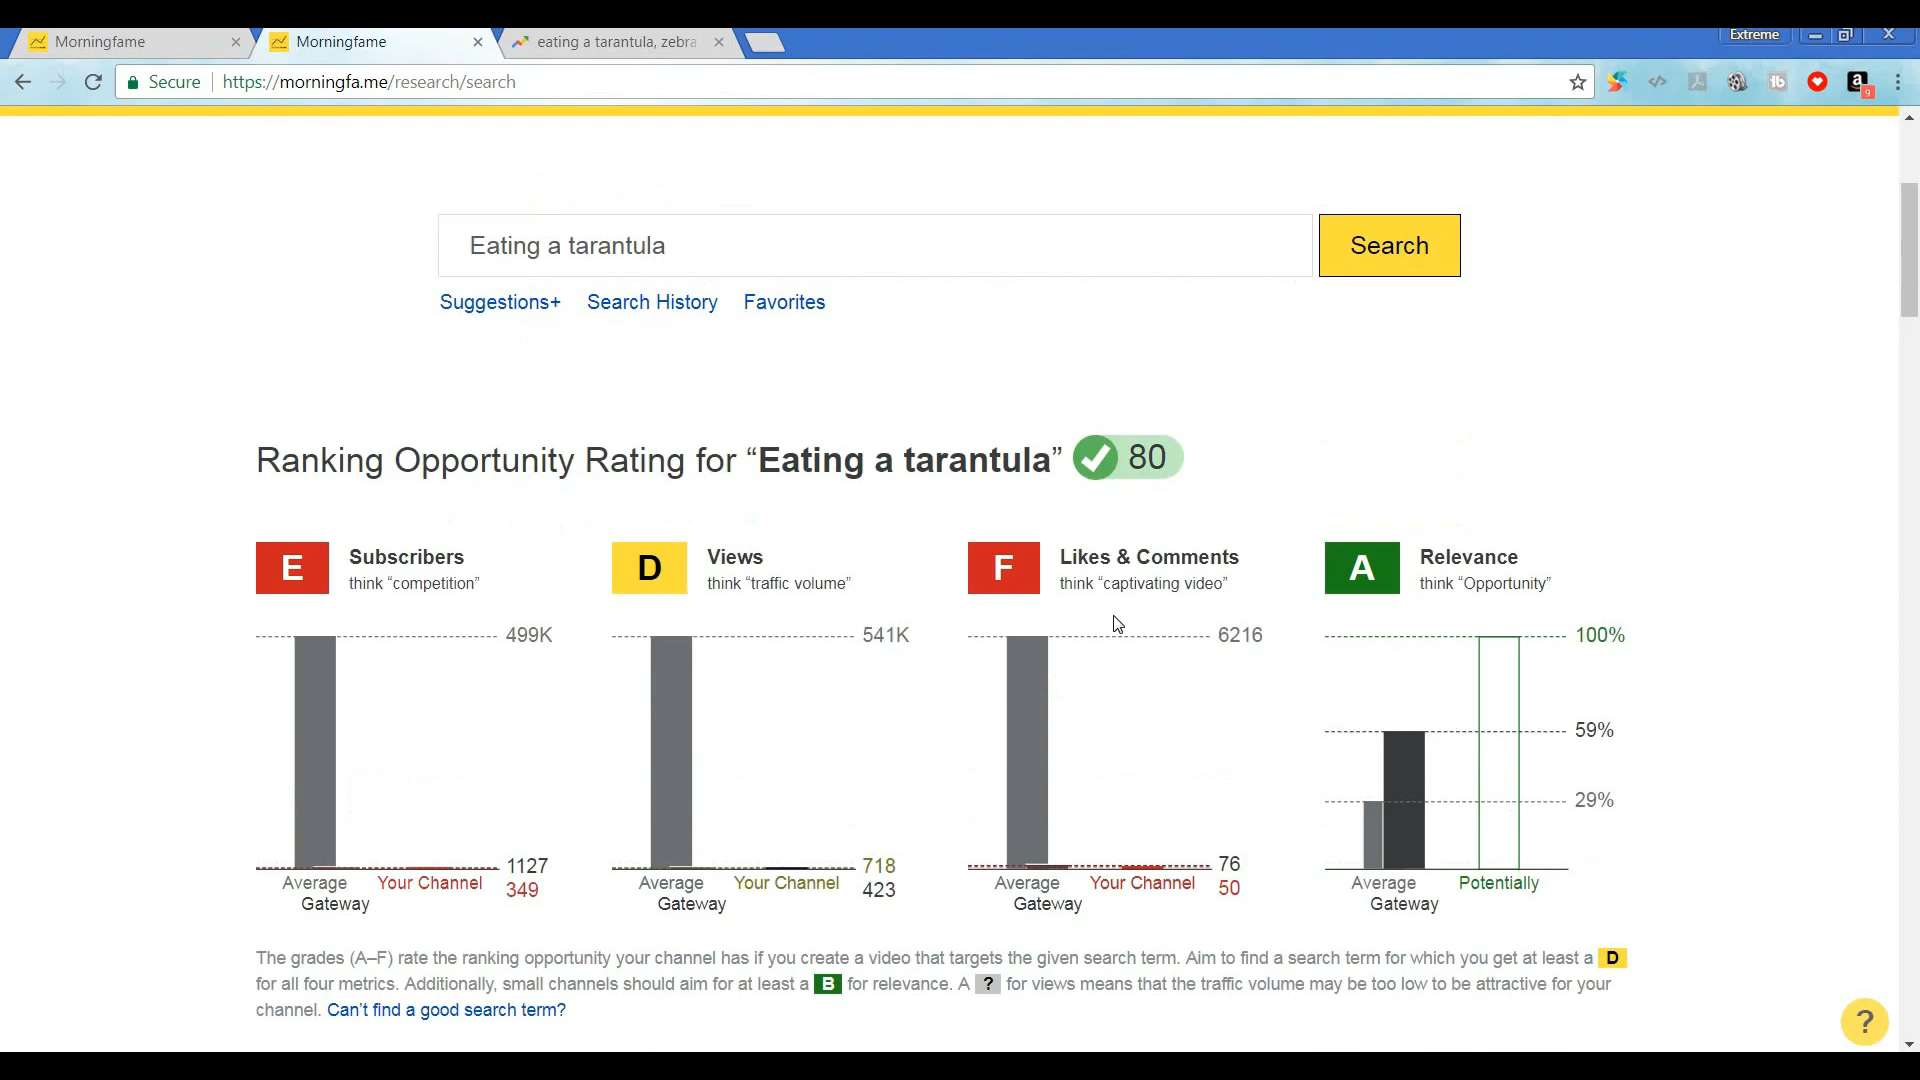 Morningfame
Morningfame
eating a tarantula, zebra
Extreme
Secure
https://morningfa.me/research/search
9
Eating a tarantula
Search
Suggestions+ Search History Favorites
Ranking Opportunity Rating for “Eating a tarantula” 80
E Subscribers
think “competition”
499K
1127
349
Average Your Channel
Gateway
D Views
think “traffic volume”
541K
718
423
Average Your Channel
Gateway
F Likes & Comments
think “captivating video”
6216
76
50
Average Your Channel
Gateway
A Relevance
think “Opportunity”
100%
59%
29%
Average Potentially
Gateway
The grades (A–F) rate the ranking opportunity your channel has if you create a video that targets the given search term. Aim to find a search term for which you get at least a D
for all four metrics. Additionally, small channels should aim for at least a B for relevance. A ? for views means that the traffic volume may be too low to be attractive for your
channel. Can’t find a good search term?
?